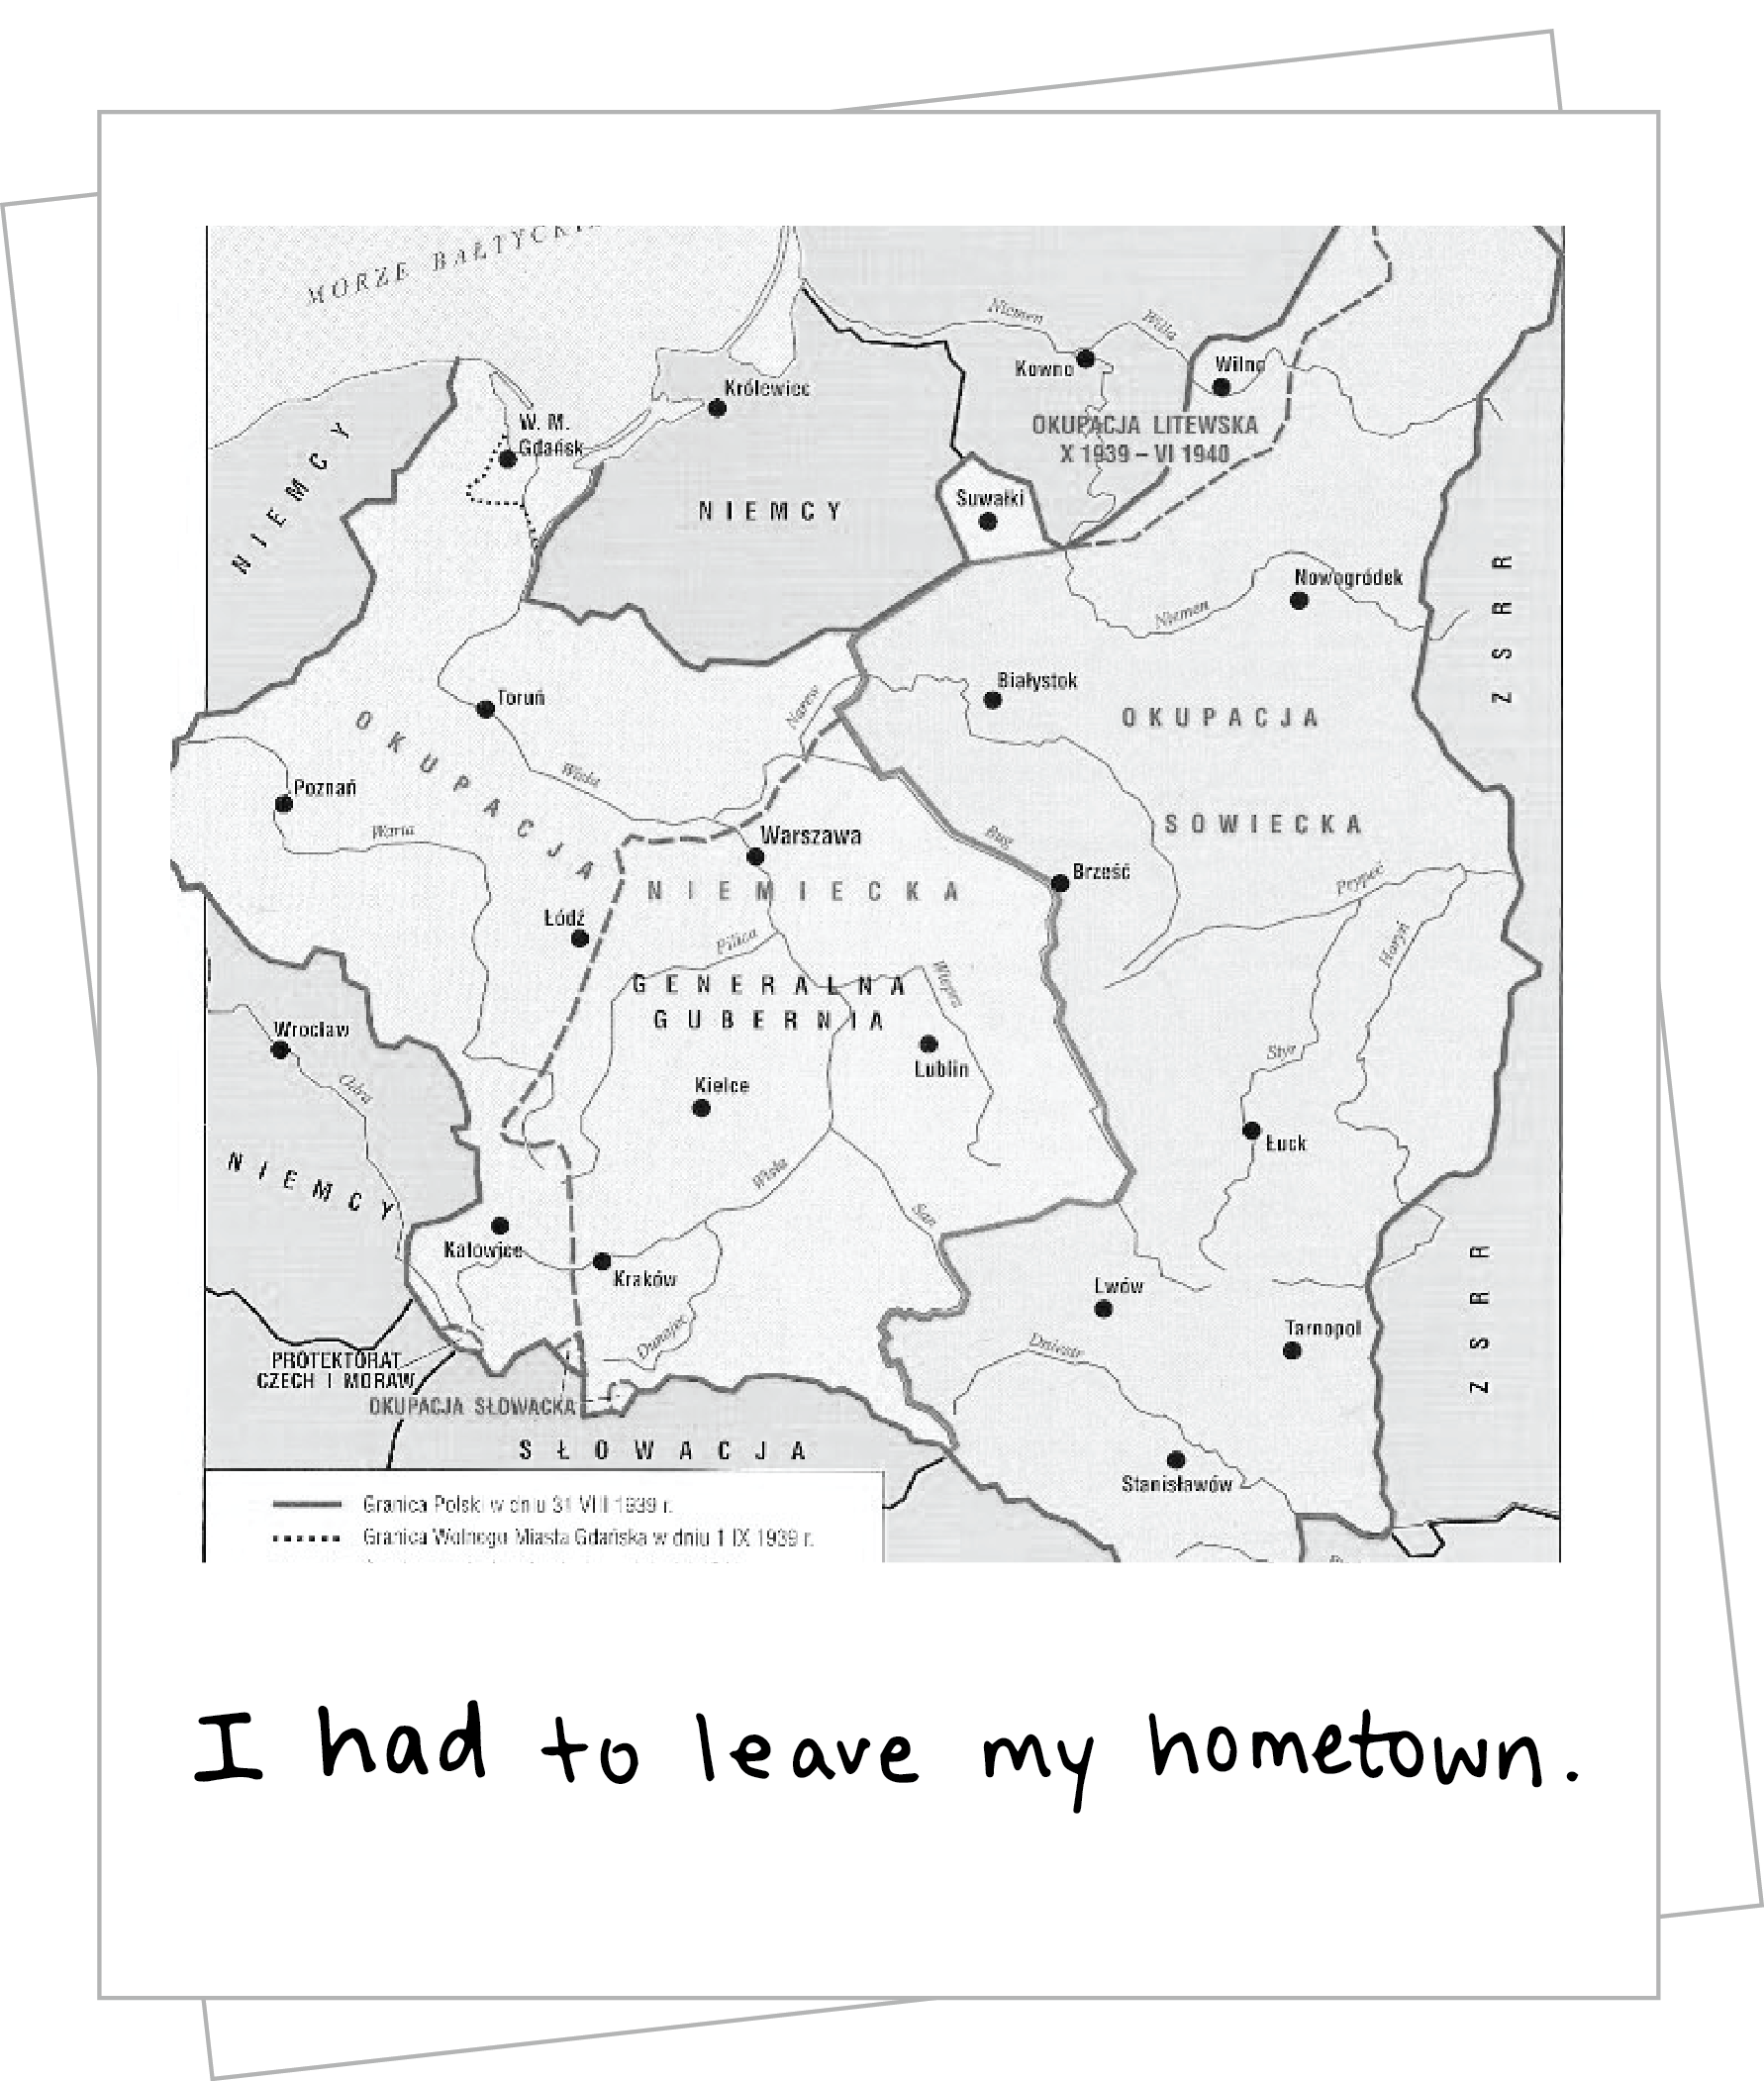 MORZE BAŁTYCKI
Niemen
Wilia
Kowno
Wilno
Królewiec
OKUPACJA LITEWSKA
X 1939 – VI 1940
W. M.
Gdańsk
NIEMCY
NIEMCY
Suwałki
Nowogródek
Niemen
ZSRR
Białystok
Toruń
Narew
OKUPACJA
OKUPACJA
Wisła
Poznań
Warta
SOWIECKA
Warszawa
Bug
Brześć
NIEMIECKA
Prypeć
Łódź
Pilica
Horyń
GENERALNA
GUBERNIA
Wieprz
Wrocław
Odra
Lublin
Styr
Kielce
Łuck
NIEMCY
Wisła
San
Katowice
Kraków
Lwów
ZSRR
Dunajec
Dniestr
Tarnopol
PROTEKTORAT
CZECH I MORAW
OKUPACJA SŁOWACKA
SŁOWACJA
Stanisławów
Granica Polski w dniu 31 VIII 1939 r.
Granica Wolnego Miasta Gdańska w dniu 1 IX 1939 r.
I had to leave my hometown.